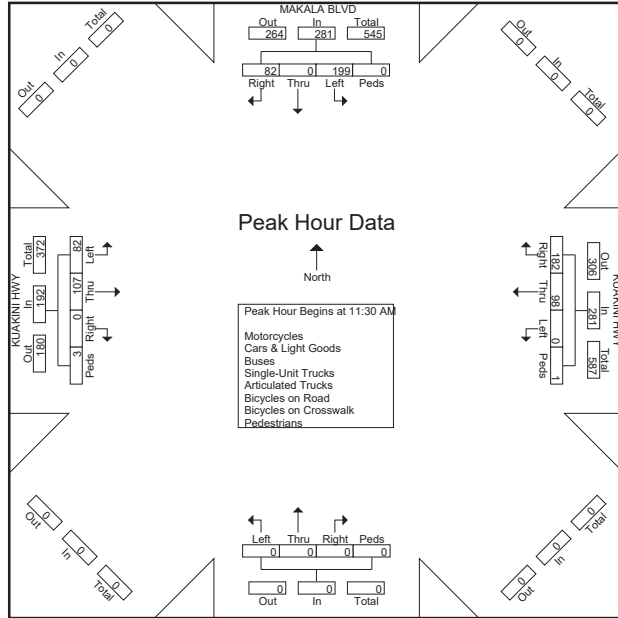 MAKALA BLVD
Out In Total
264 281 545
82 0 199 0
Right Thru Left Peds
Total
0
In
0
Out
0
Out
0
In
0
Total
0
KUAKINI HWY
Total In Out
372 192 180
82 107 0 3
Left Thru Right Peds
Peak Hour Data
North
Peak Hour Begins at 11:30 AM
Motorcycles
Cars & Light Goods
Buses
Single-Unit Trucks
Articulated Trucks
Bicycles on Road
Bicycles on Crosswalk
Pedestrians
Right Thru Left Peds
182 98 0 1
Out In Total
306 281 587
KUAKINI HWY
0
Out
0
In
0
Total
Left Thru Right Peds
0 0 0 0
0 0 0
Out In Total
0
Total
0
In
0
Out